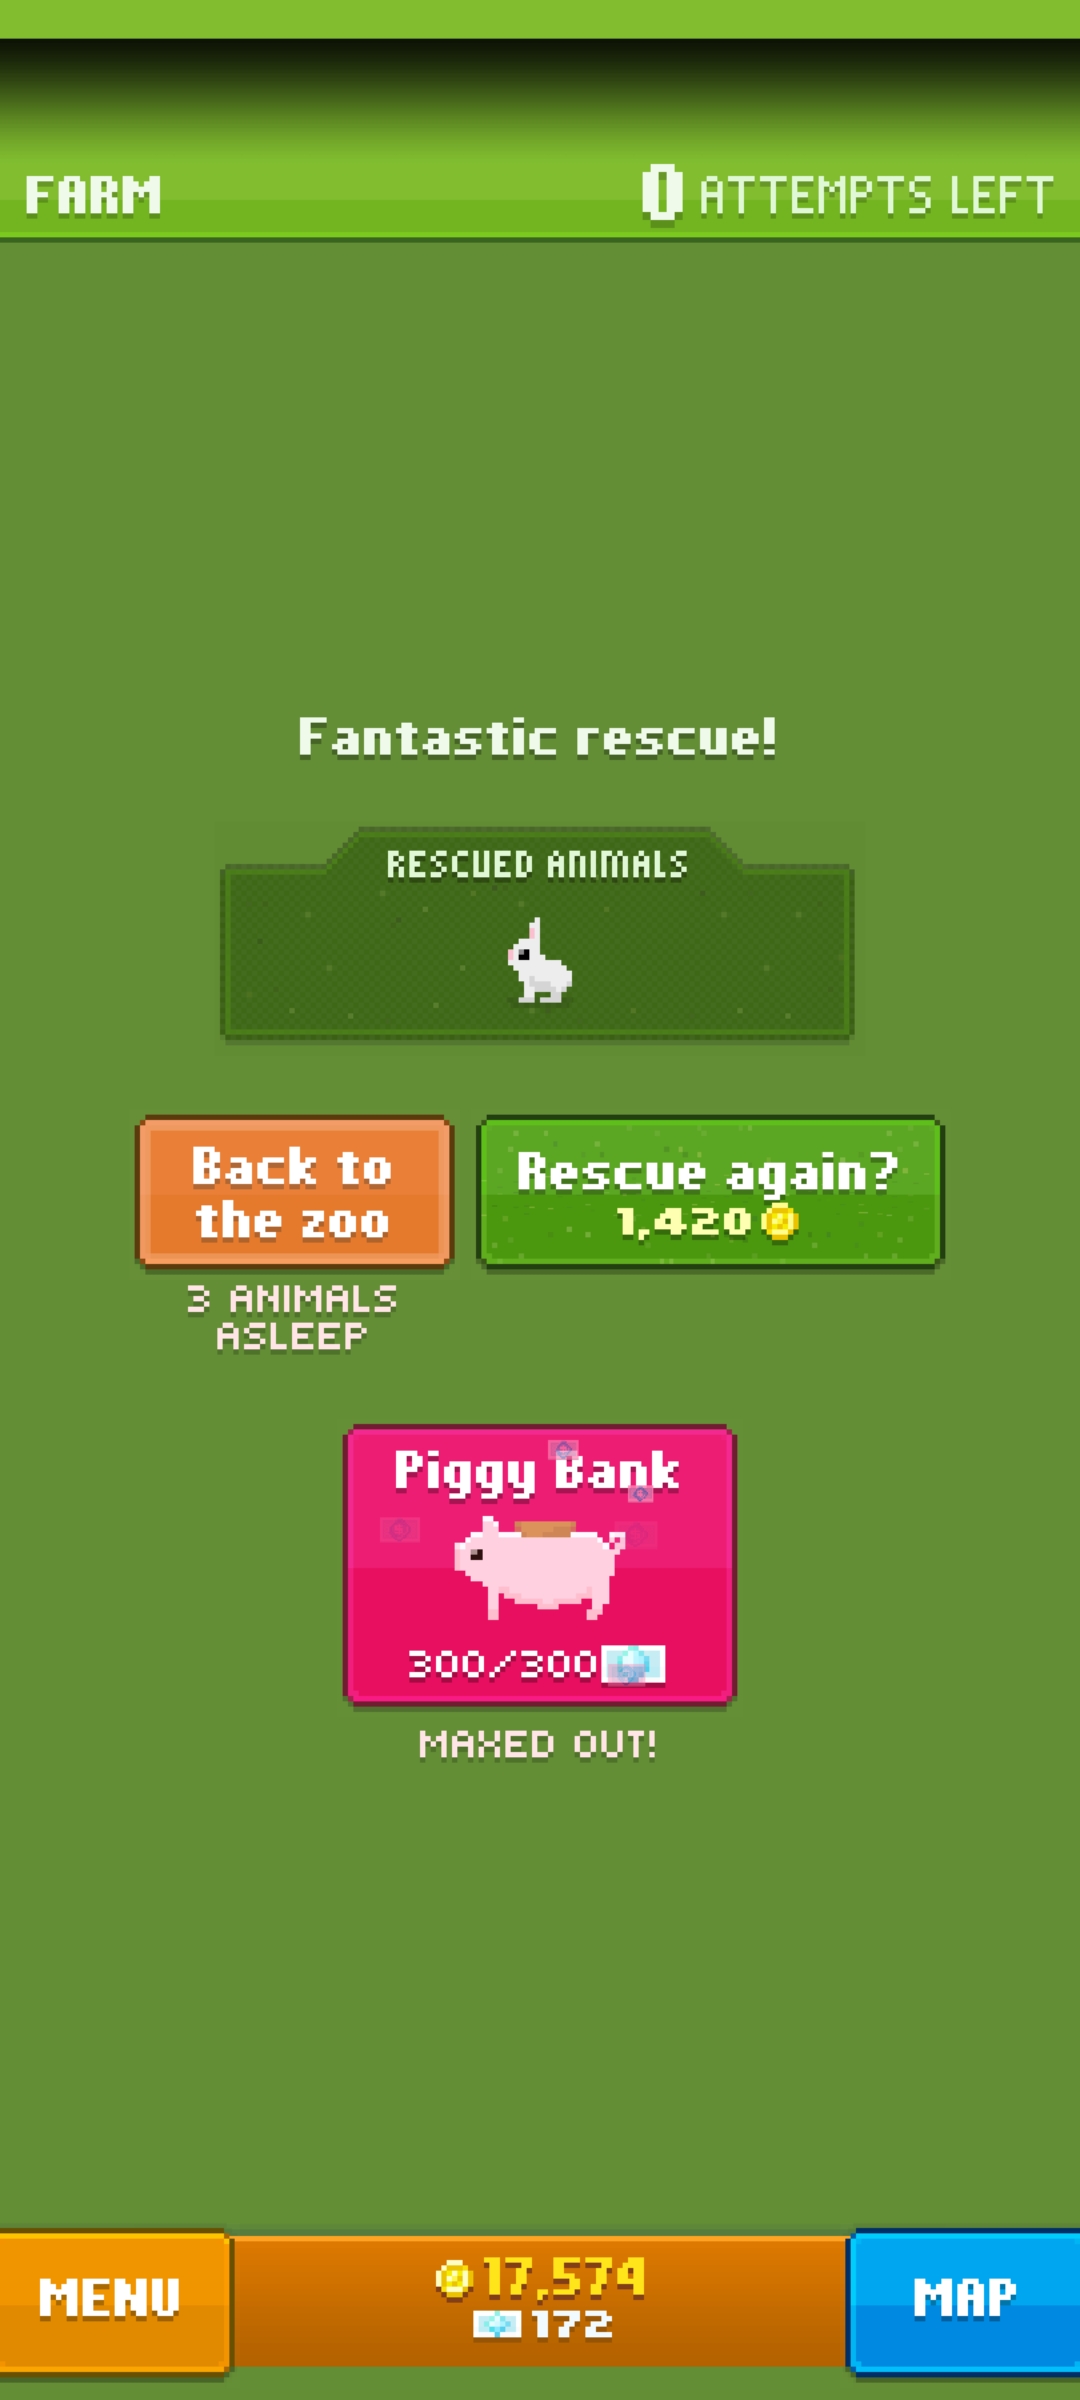 FARM
0 ATTEMPTS LEFT
Fantastic rescue!
RESCUED ANIMALS
Back to
the zoo
Rescue again?
1,420
3 ANIMALS
ASLEEP
Piggy Bank
300/300
MAXED OUT!
MENU
17,574
172
MAP